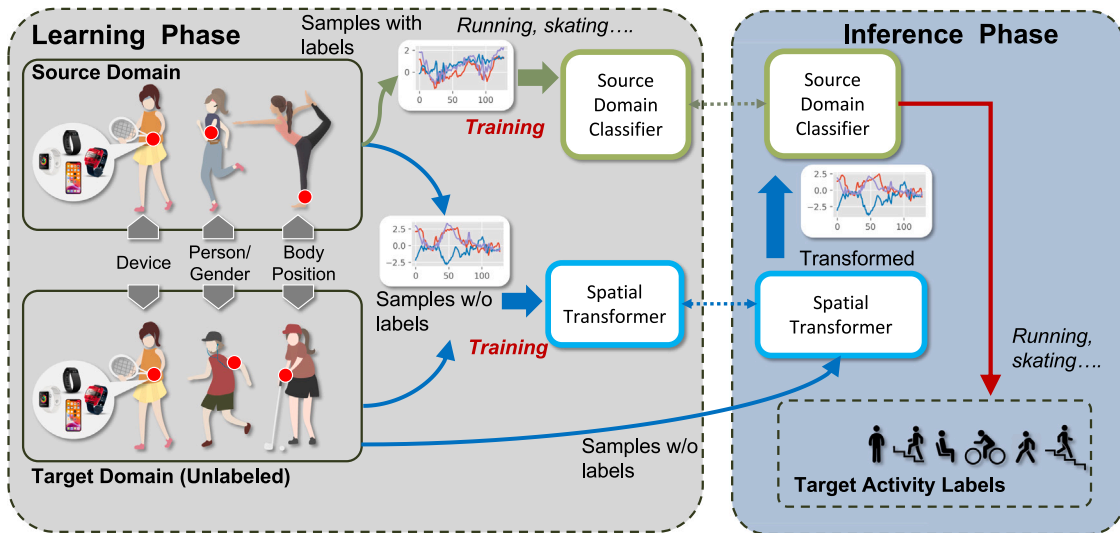 Learning Phase
Samples with
labels
Running, skating....
Inference Phase
Source Domain
0
0
50
100
Training
Source
Domain
Classifier
Source
Domain
Classifier
Device
Person/
Gender
Body
Position
2.5
0.0
−2.5
0
50
100
Samples w/o
labels
Training
Spatial
Transformer
2.5
0.0
−2.5
0
50
100
Transformed
Spatial
Transformer
Running,
skating....
Samples w/o
labels
Target Domain (Unlabeled)
Target Activity Labels